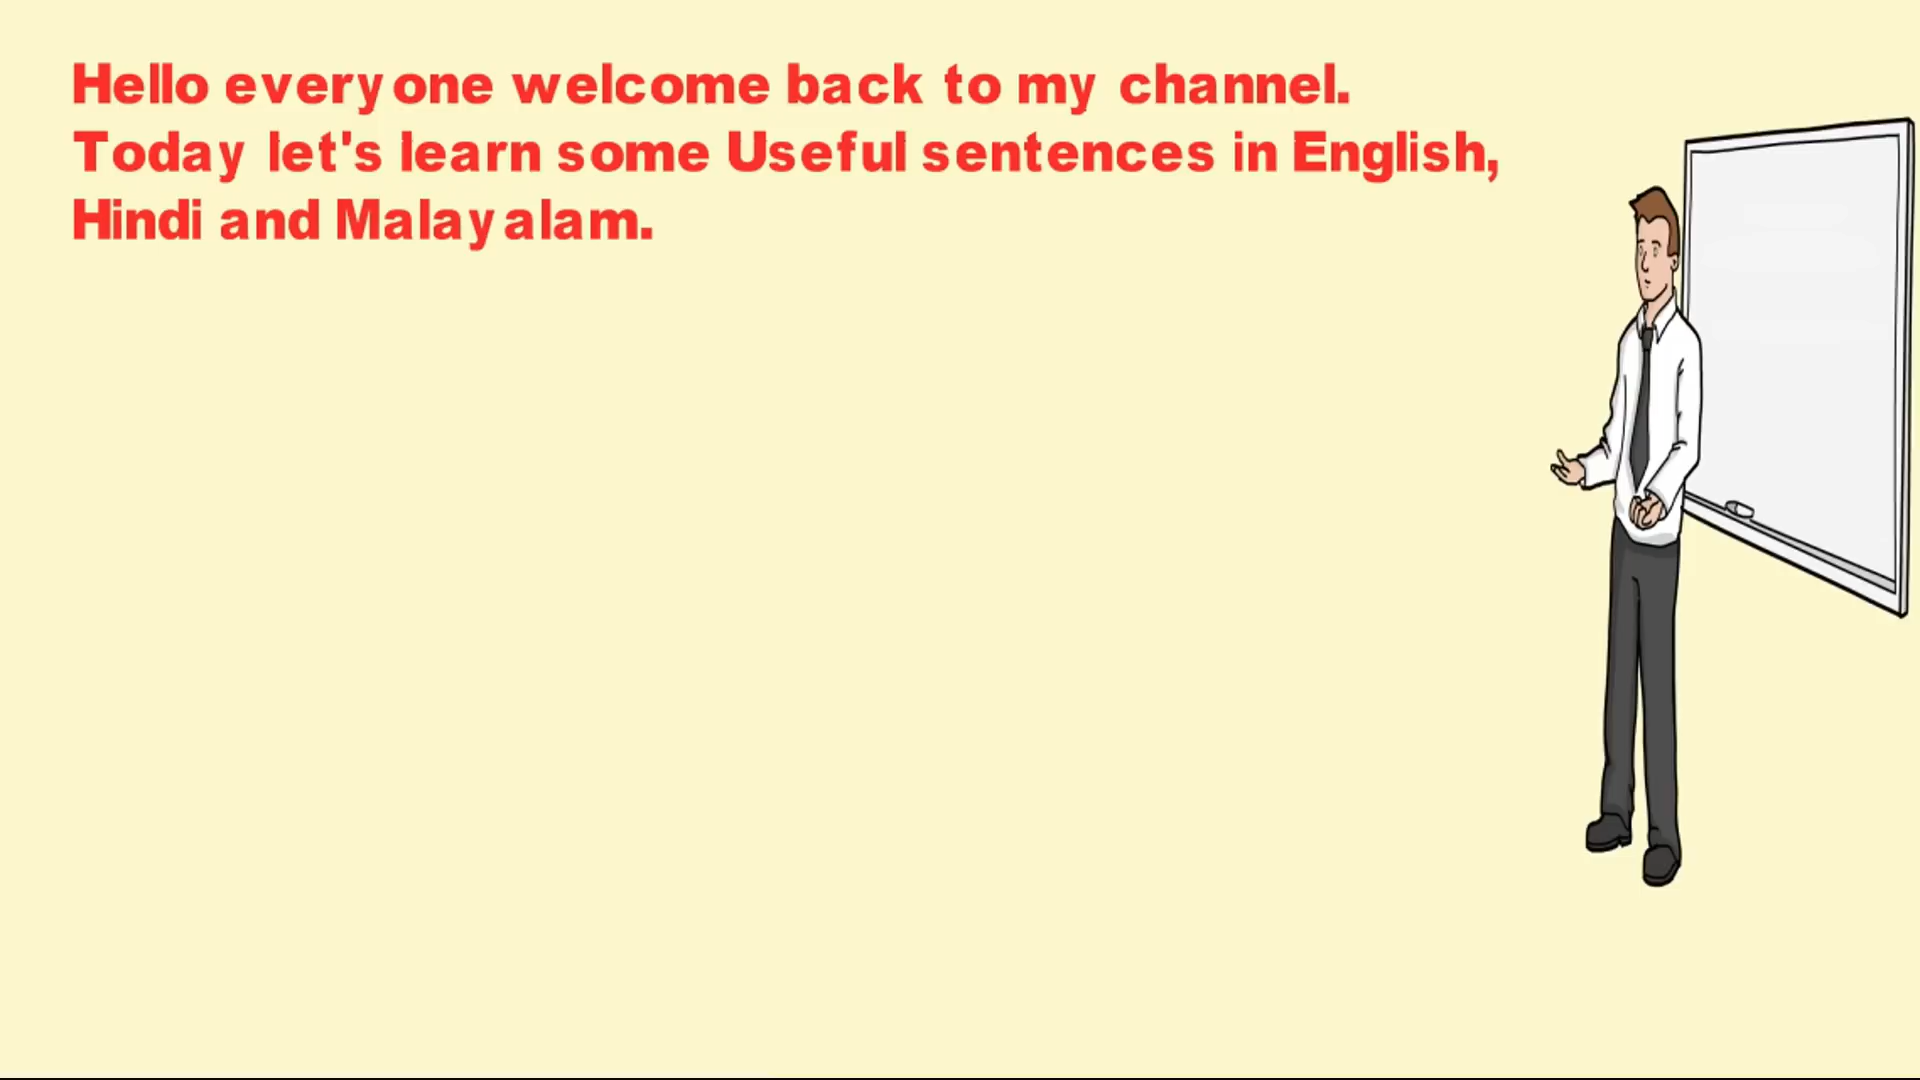 Hello everyone welcome back to my channel.
Today let's learn some Useful sentences in English,
Hindi and Malayalam.